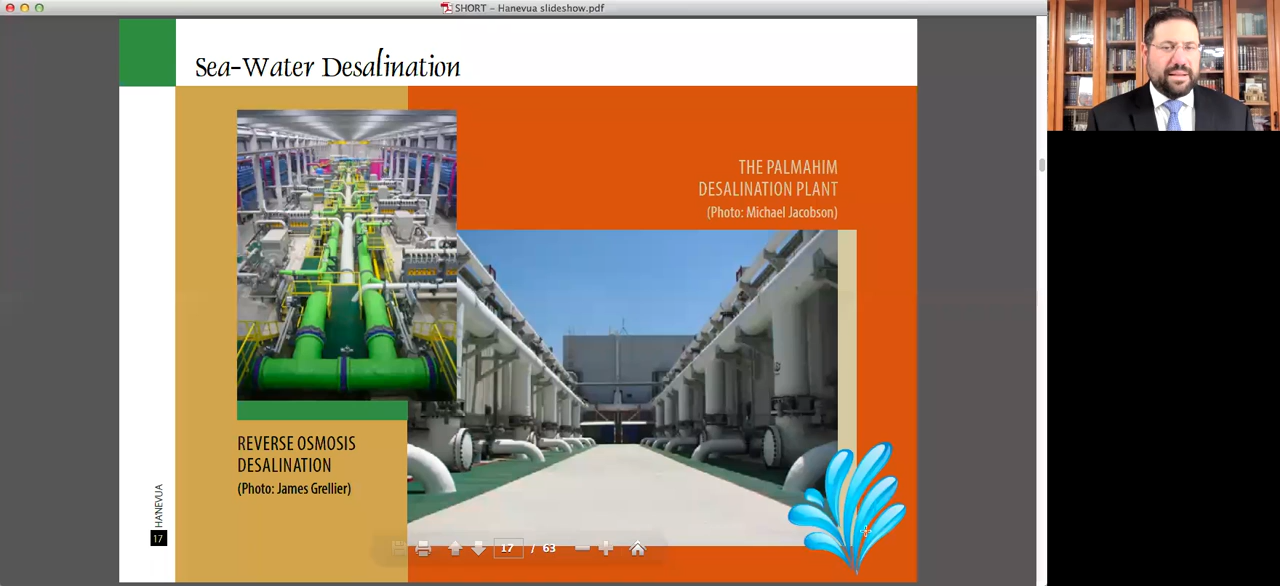 SHORT – Hanevua slideshow.pdf
Sea-Water Desalination
THE PALMAHIM
DESALINATION PLANT
(Photo: Michael Jacobson)
REVERSE OSMOSIS
DESALINATION
(Photo: James Grellier)
HANEVUA
17
17 / 63